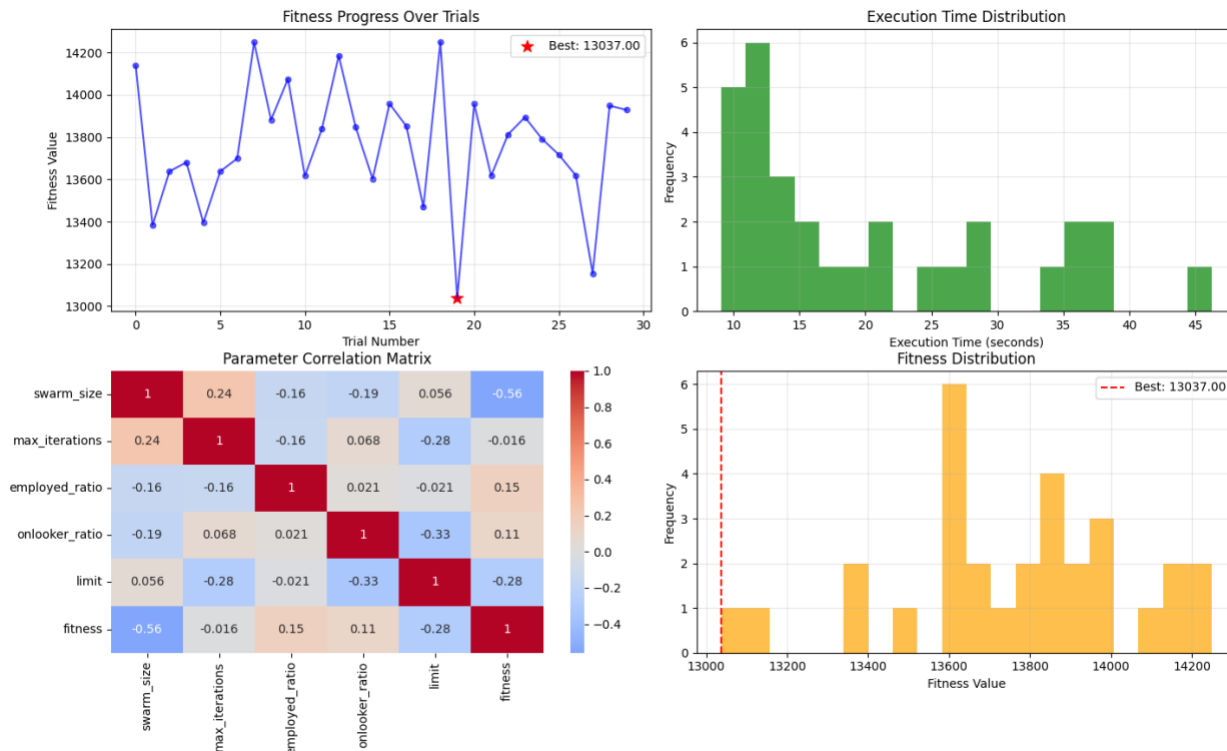 Fitness Progress Over Trials
Fitness Value
14200
14000
13800
13600
13400
13200
13000
Best: 13037.00
0 5 10 15 20 25 30
Trial Number
Execution Time Distribution
Frequency
6
5
4
3
2
1
0
10 15 20 25 30 35 40 45
Execution Time (seconds)
Parameter Correlation Matrix
swarm_size 1 0.24 -0.16 -0.19 0.056 -0.56
max_iterations 0.24 1 -0.16 0.068 -0.28 -0.016
employed_ratio -0.16 -0.16 1 0.021 -0.021 0.15
onlooker_ratio -0.19 0.068 0.021 1 -0.33 0.11
limit 0.056 -0.28 -0.021 -0.33 1 -0.28
fitness -0.56 -0.016 0.15 0.11 -0.28 1
swarm_size
max_iterations
employed_ratio
onlooker_ratio
limit
fitness
1.0
0.8
0.6
0.4
0.2
0.0
−0.2
−0.4
Fitness Distribution
Frequency
6
5
4
3
2
1
0
Best: 13037.00
13000 13200 13400 13600 13800 14000 14200
Fitness Value